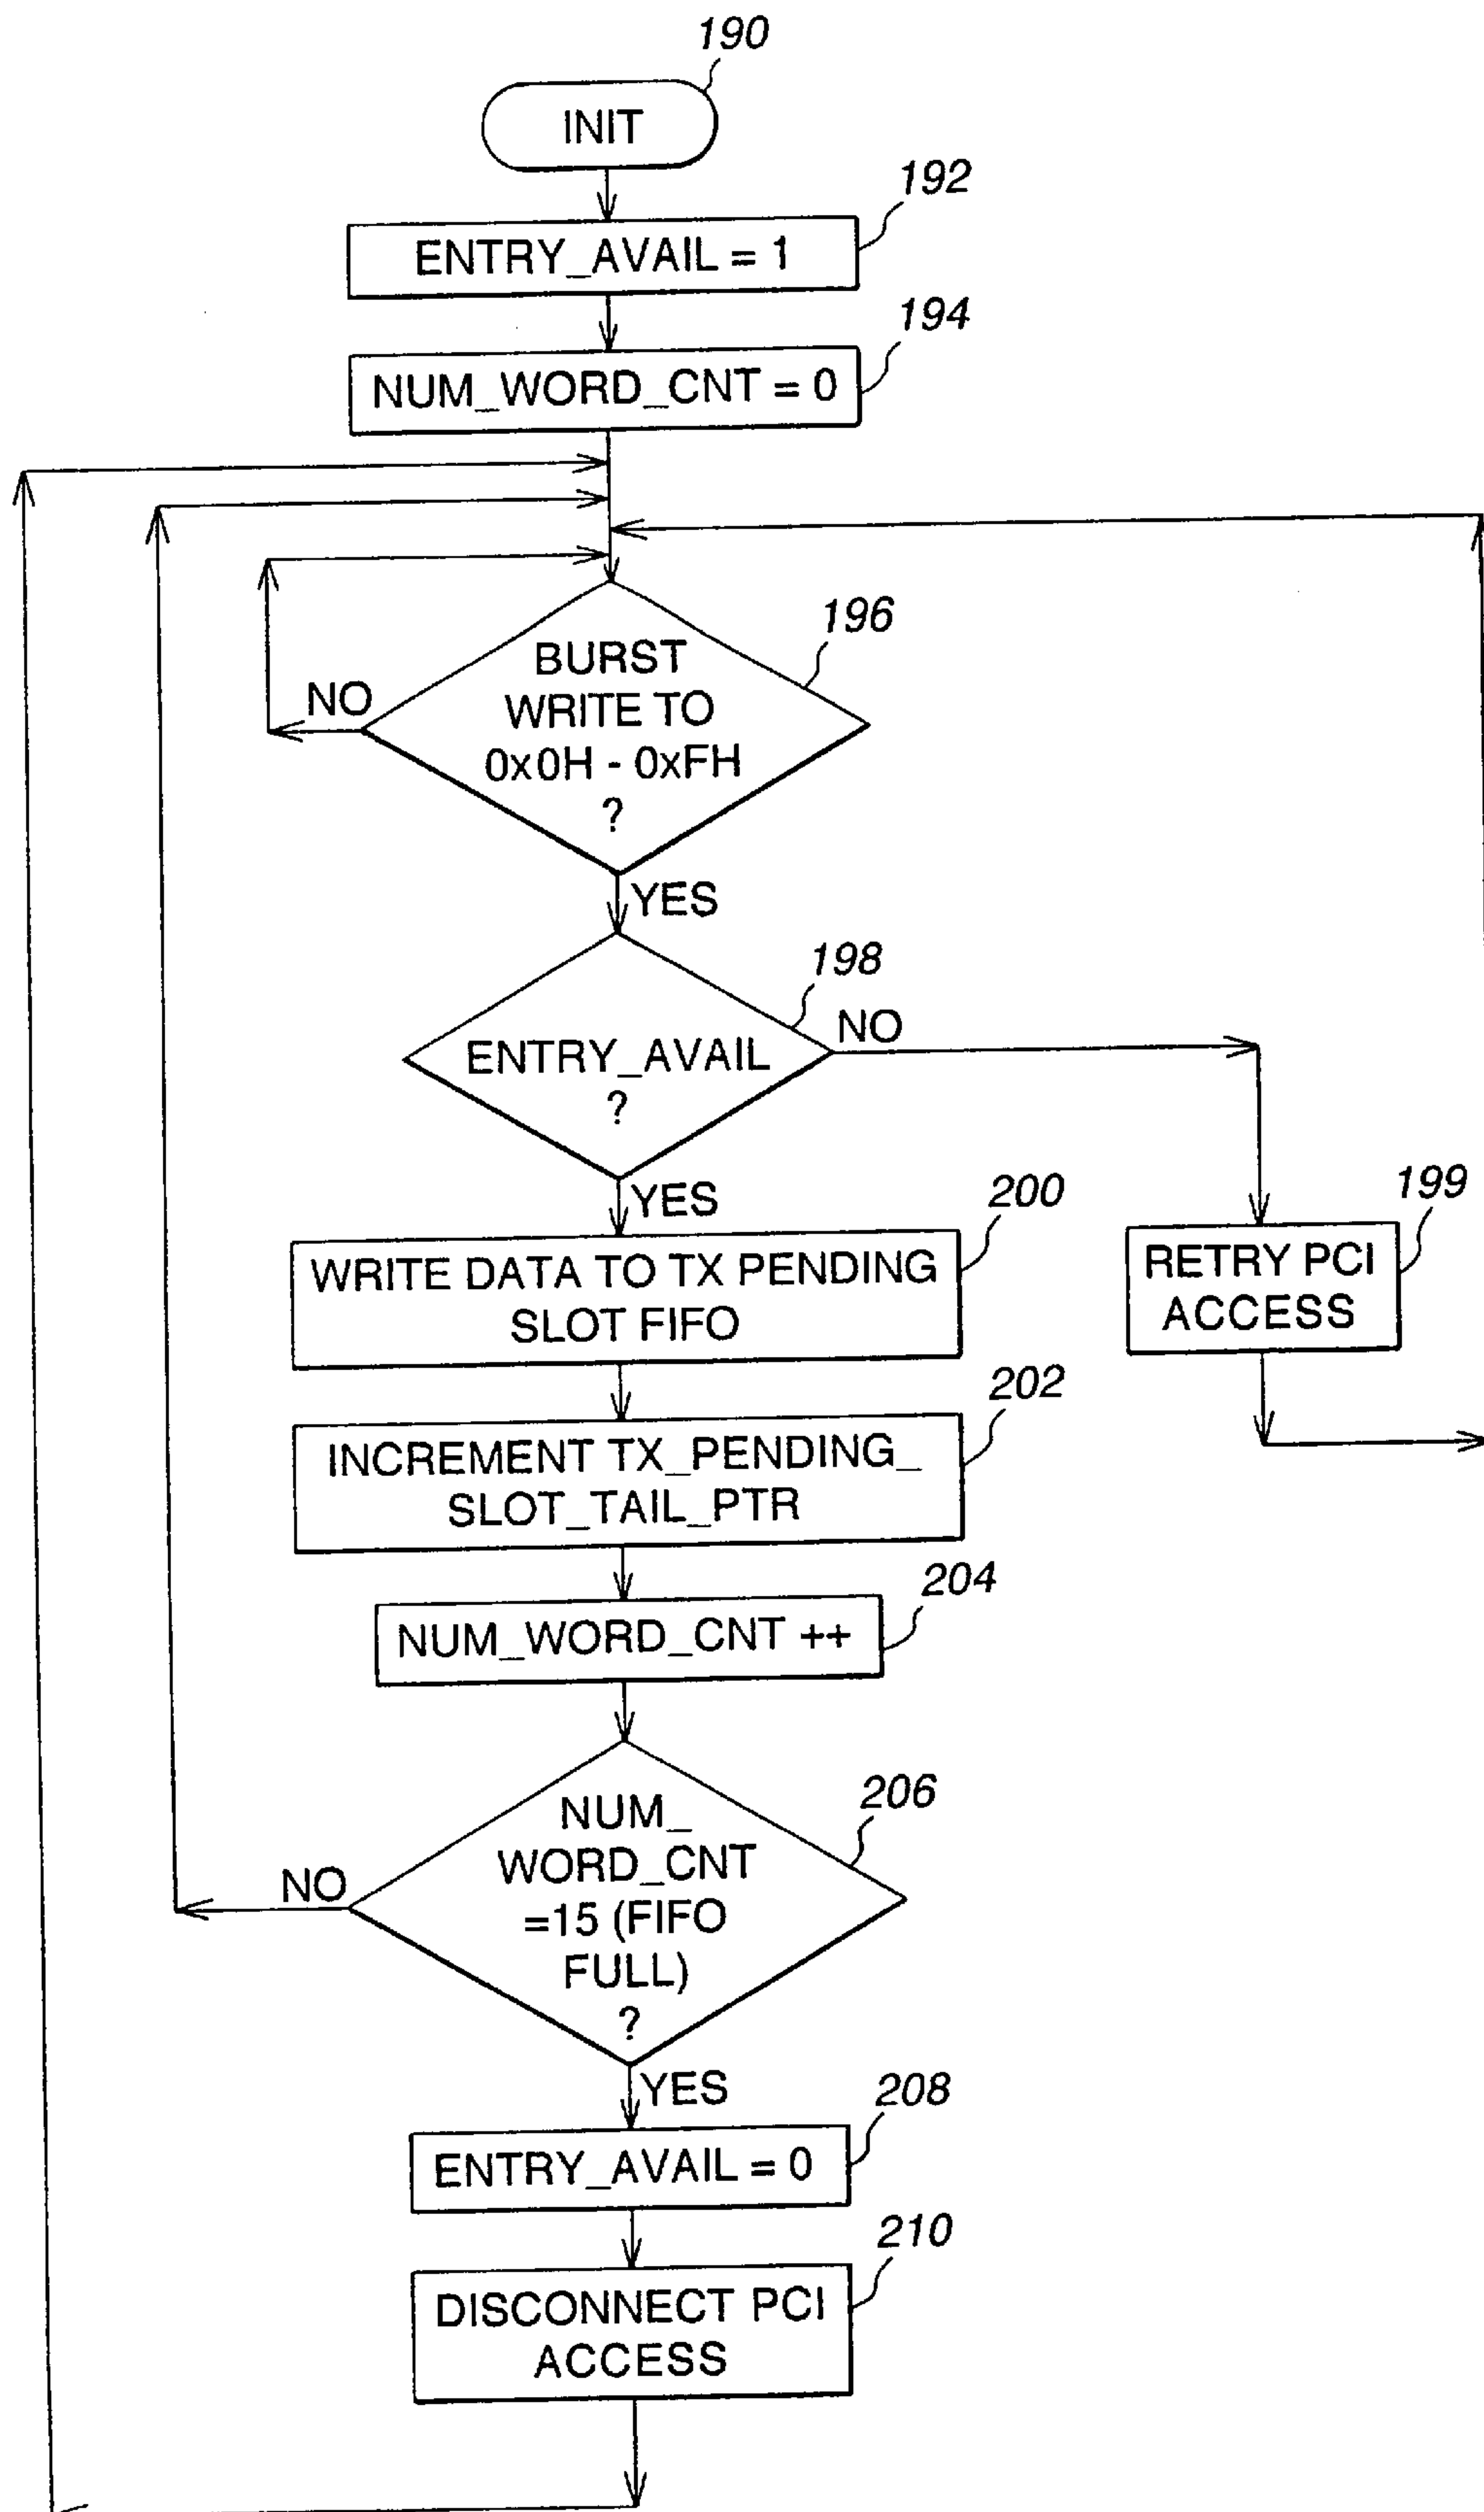 190
INIT
192
ENTRY_AVAIL = 1
194
NUM_WORD_CNT = 0
196
BURST
WRITE TO
0x0H - 0xFH
?
NO
YES
198
ENTRY_AVAIL
?
NO
YES
199
RETRY PCI
ACCESS
200
WRITE DATA TO TX PENDING
SLOT FIFO
202
INCREMENT TX_PENDING_
SLOT_TAIL_PTR
204
NUM_WORD_CNT ++
206
NUM_
WORD_CNT
=15 (FIFO
FULL)
?
NO
YES
208
ENTRY_AVAIL = 0
210
DISCONNECT PCI
ACCESS